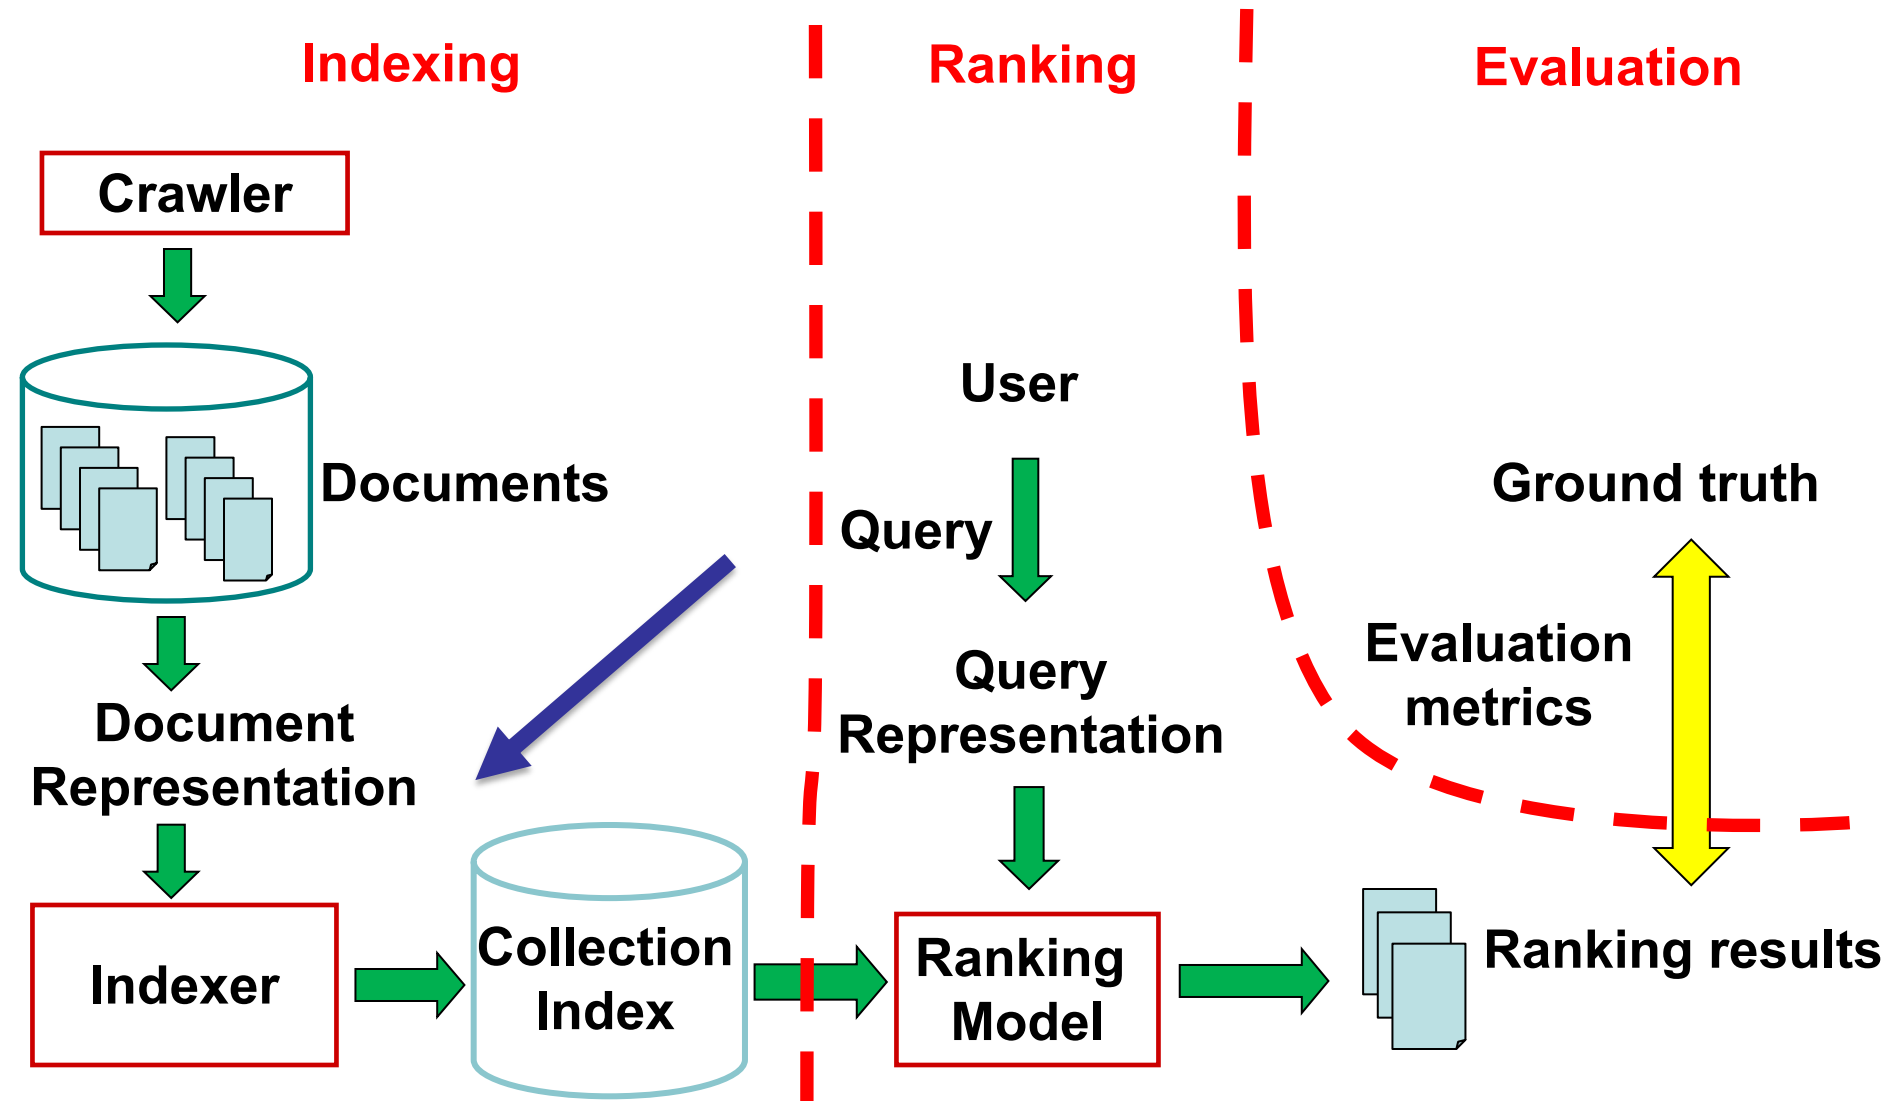 Indexing
Ranking
Evaluation
Crawler
Documents
Document
Representation
Indexer
Collection
Index
User
Query
Query
Representation
Ranking
Model
Ground truth
Evaluation
metrics
Ranking results